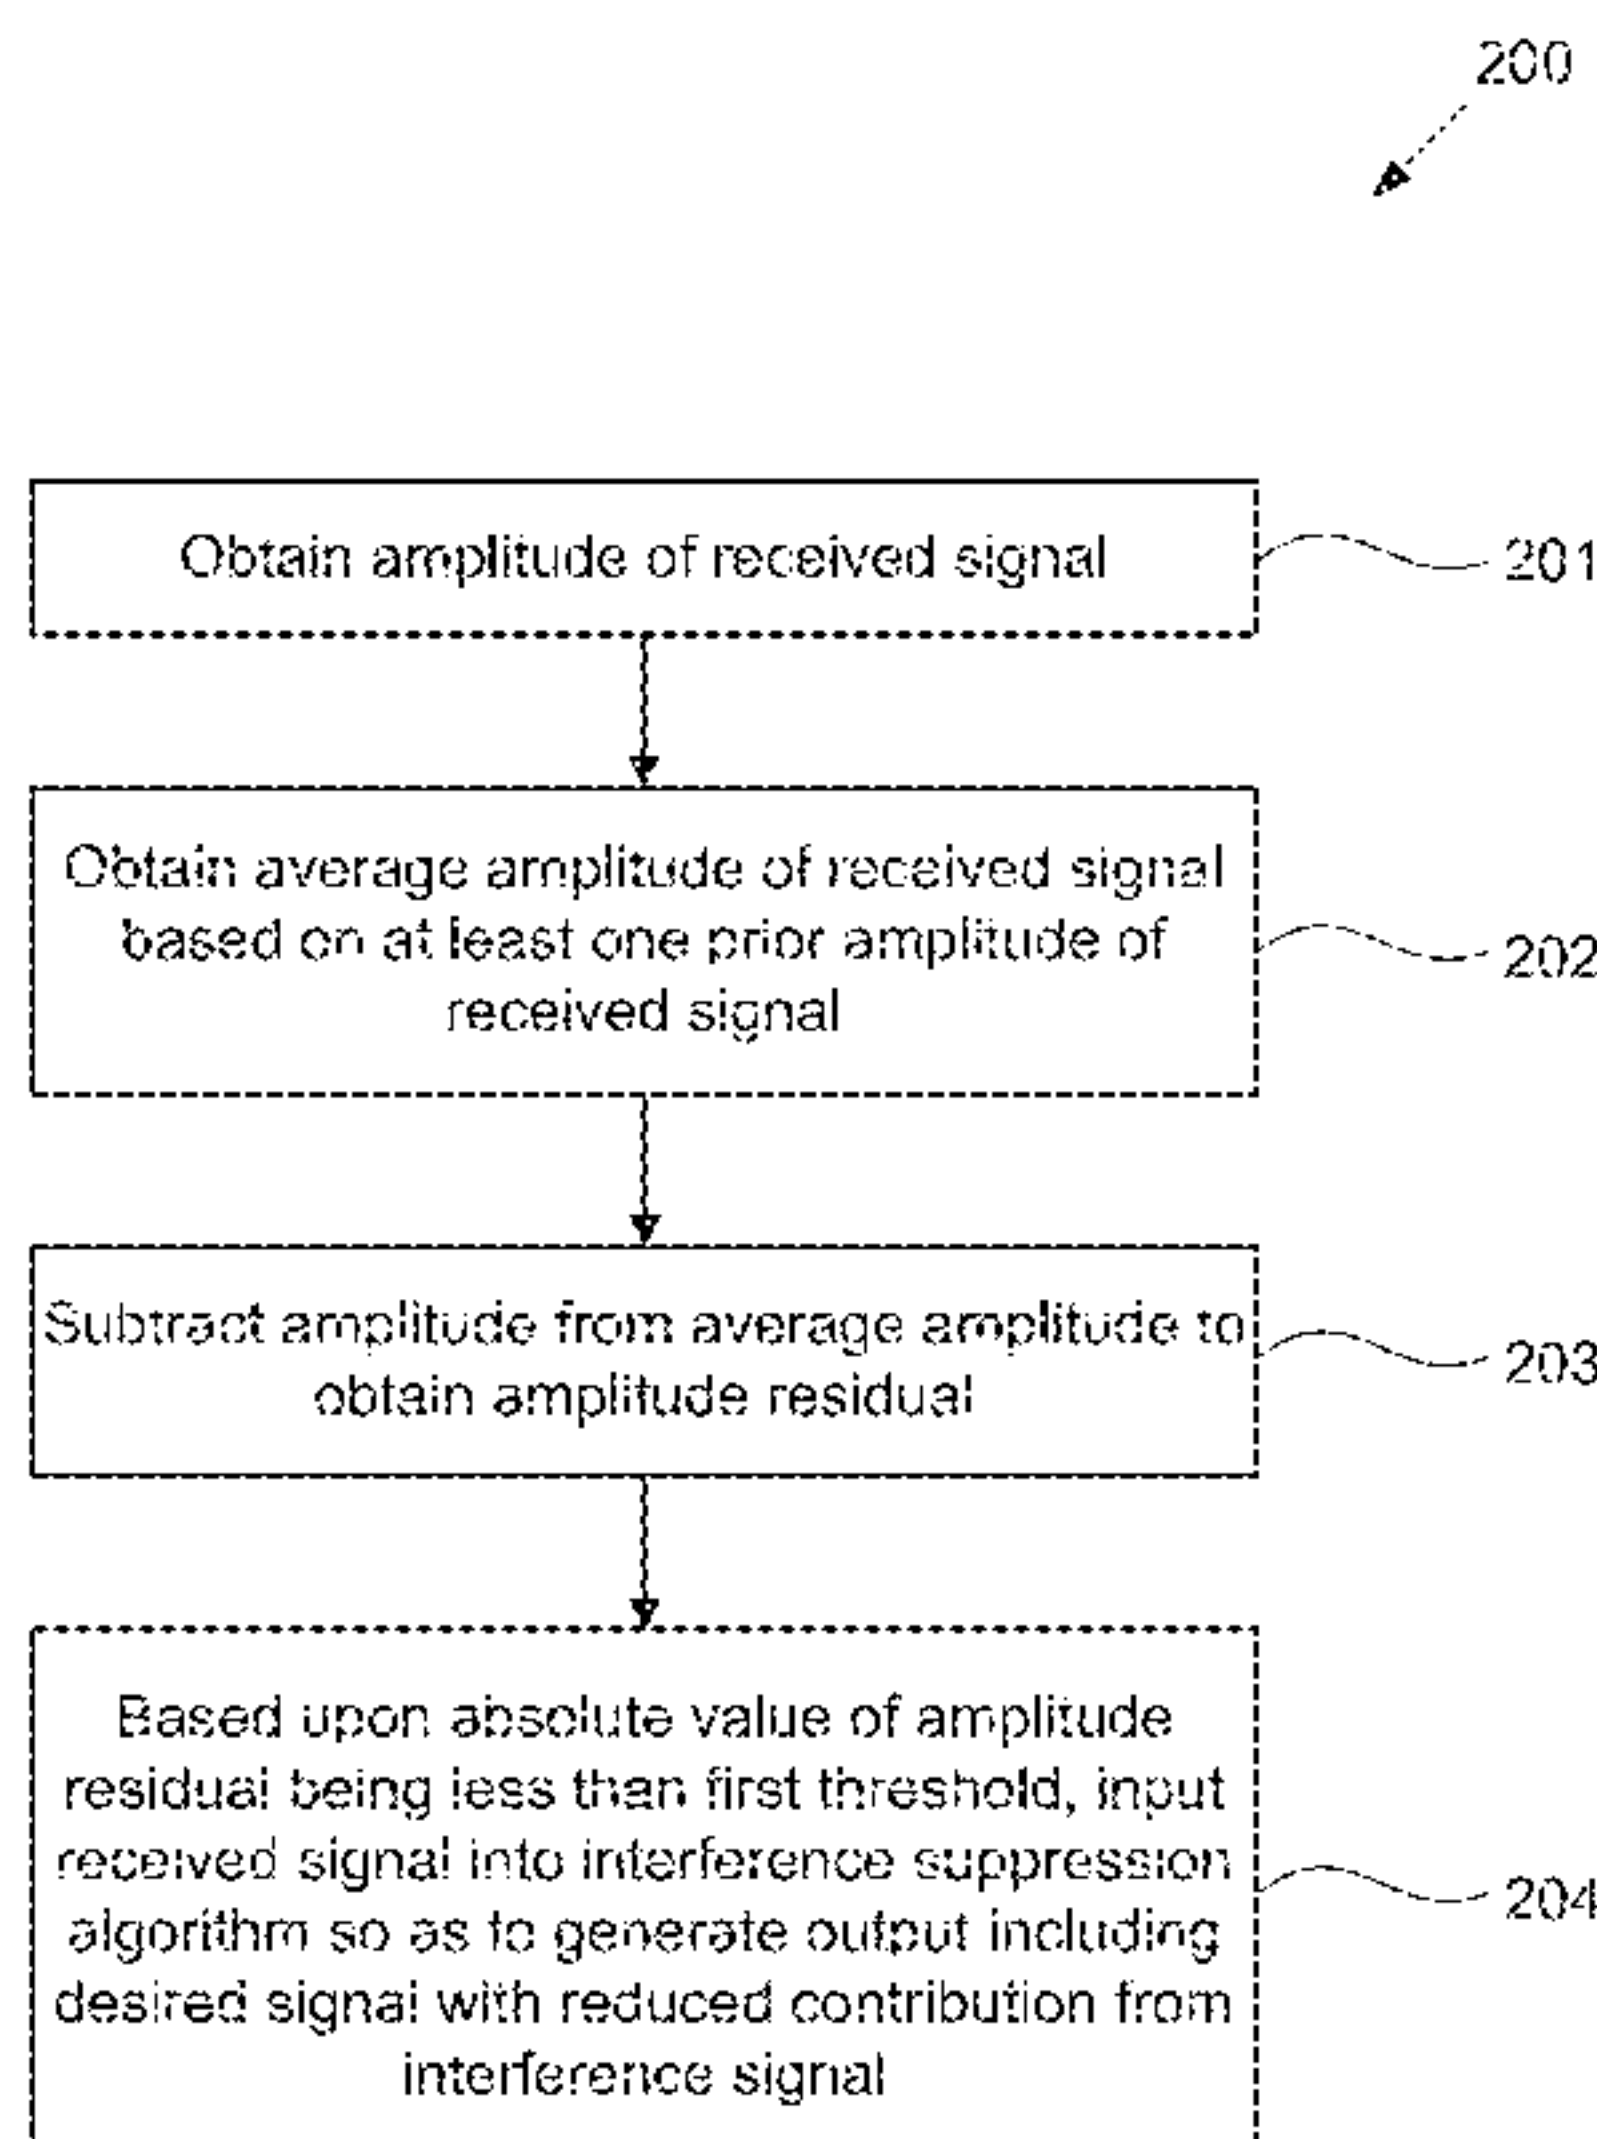 200
Obtain amplitude of received signal
201
Obtain average amplitude of received signal
based on at least one prior amplitude of
received signal
202
Subtract amplitude from average amplitude to
obtain amplitude residual
203
Based upon absolute value of amplitude
residual being less than first threshold, input
received signal into interference suppression
algorithm so as to generate output including
desired signal with reduced contribution from
interference signal
204